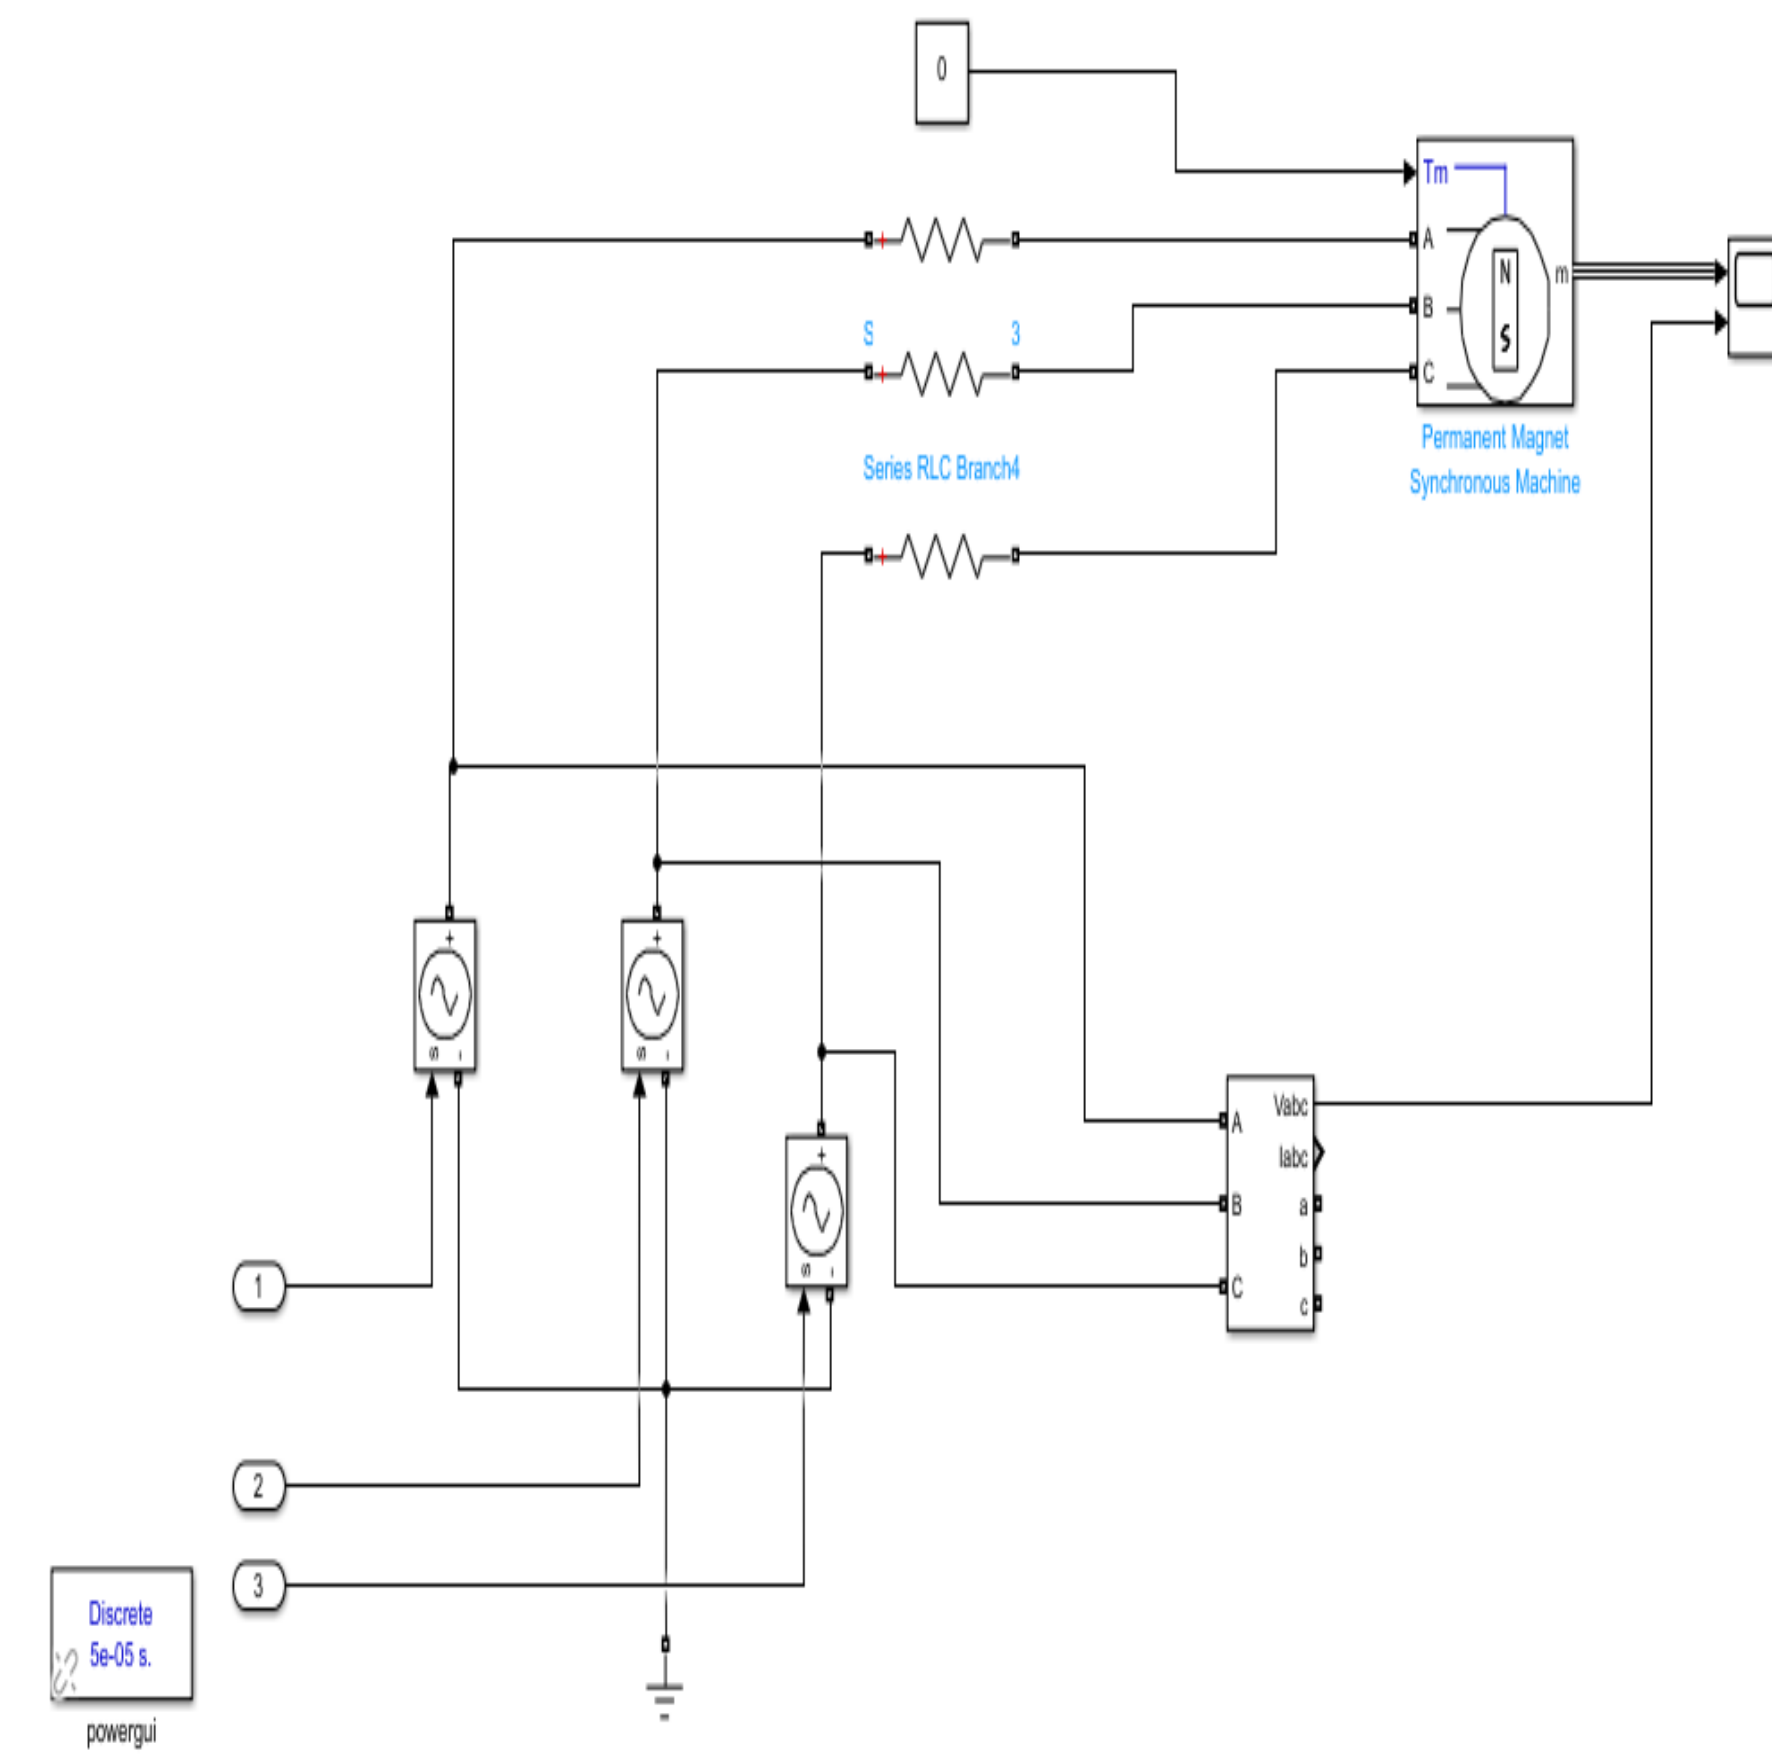 0
Tm
A
N
m
S 3
B
S
C
Permanent Magnet
Synchronous Machine
Series RLC Branch4
+
+
s -
s -
+
s -
A
Vabc
Iabc
B
a
b
C
c
1
2
3
Discrete
5e-05 s.
powergui